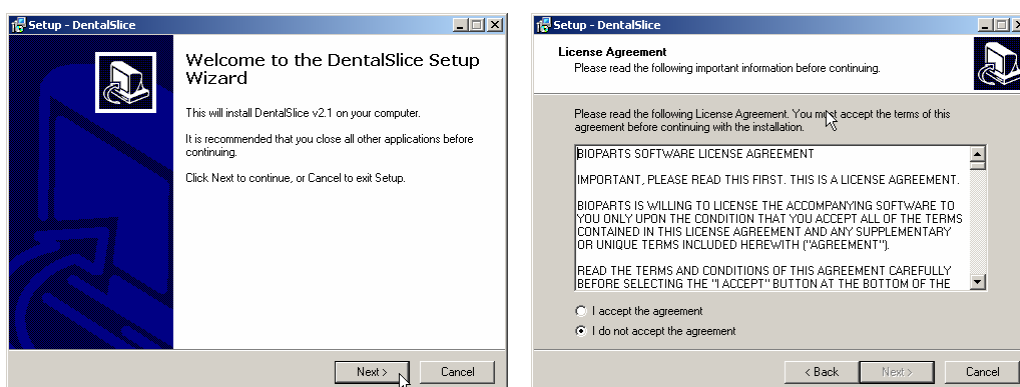 Setup - DentalSlice
Welcome to the DentalSlice Setup
Wizard
This will install DentalSlice v2.1 on your computer.
It is recommended that you close all other applications before
continuing.
Click Next to continue, or Cancel to exit Setup.
Next >
Cancel
Setup - DentalSlice
License Agreement
Please read the following important information before continuing.
Please read the following License Agreement. You must accept the terms of this
agreement before continuing with the installation.
BIOPARTS SOFTWARE LICENSE AGREEMENT
IMPORTANT, PLEASE READ THIS FIRST. THIS IS A LICENSE AGREEMENT.
BIOPARTS IS WILLING TO LICENSE THE ACCOMPANYING SOFTWARE TO
YOU ONLY UPON THE CONDITION THAT YOU ACCEPT ALL OF THE TERMS
CONTAINED IN THIS LICENSE AGREEMENT AND ANY SUPPLEMENTARY
OR UNIQUE TERMS INCLUDED HEREWITH ("AGREEMENT").
READ THE TERMS AND CONDITIONS OF THIS AGREEMENT CAREFULLY
BEFORE SELECTING THE "I ACCEPT" BUTTON AT THE BOTTOM OF THE
I accept the agreement
I do not accept the agreement
< Back
Next >
Cancel